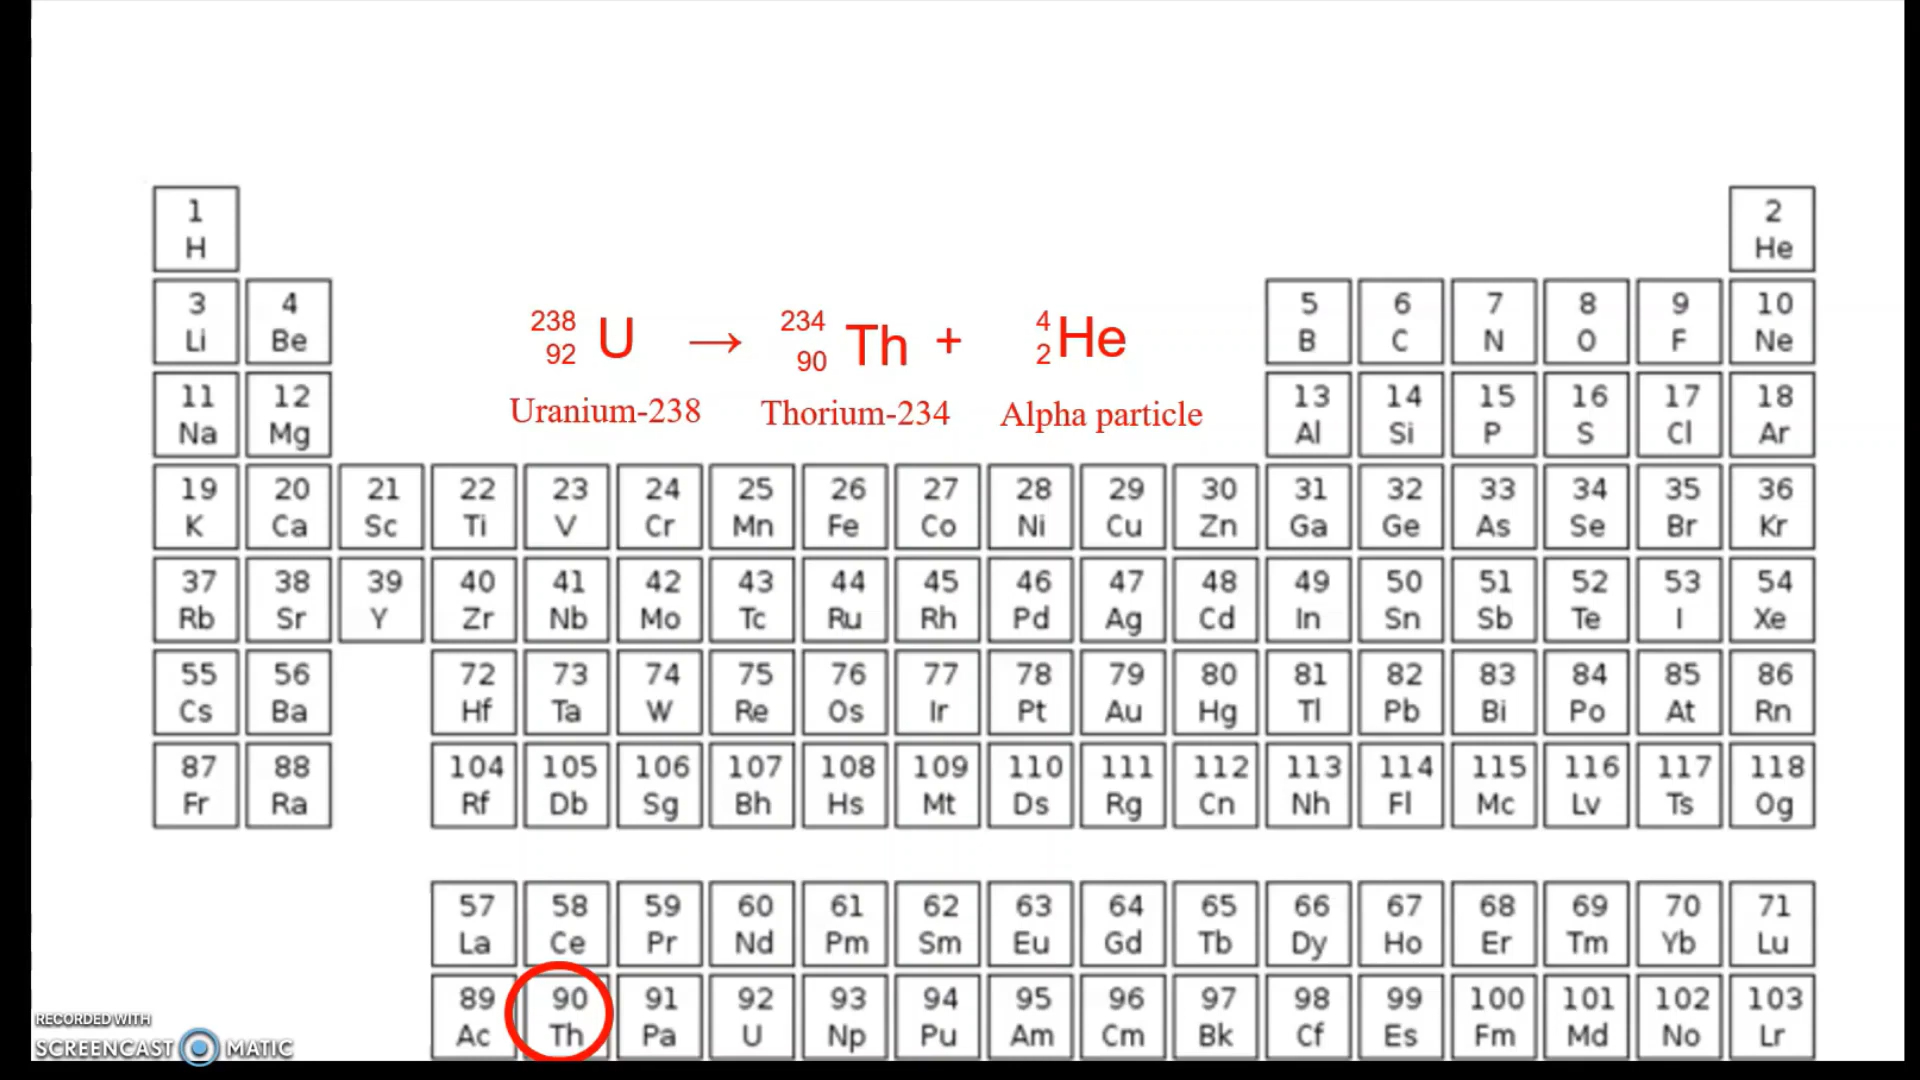 1 2
H He
3 4 5 6 7 8 9 10
Li Be B C N O F Ne
238 92 U → 234 90 Th + 4 2 He
Uranium-238 Thorium-234 Alpha particle
11 12 13 14 15 16 17 18
Na Mg Al Si P S Cl Ar
19 20 21 22 23 24 25 26 27 28 29 30 31 32 33 34 35 36
K Ca Sc Ti V Cr Mn Fe Co Ni Cu Zn Ga Ge As Se Br Kr
37 38 39 40 41 42 43 44 45 46 47 48 49 50 51 52 53 54
Rb Sr Y Zr Nb Mo Tc Ru Rh Pd Ag Cd In Sn Sb Te I Xe
55 56 72 73 74 75 76 77 78 79 80 81 82 83 84 85 86
Cs Ba Hf Ta W Re Os Ir Pt Au Hg Tl Pb Bi Po At Rn
87 88 104 105 106 107 108 109 110 111 112 113 114 115 116 117 118
Fr Ra Rf Db Sg Bh Hs Mt Ds Rg Cn Nh Fl Mc Lv Ts Og
57 58 59 60 61 62 63 64 65 66 67 68 69 70 71
La Ce Pr Nd Pm Sm Eu Gd Tb Dy Ho Er Tm Yb Lu
89 90 91 92 93 94 95 96 97 98 99 100 101 102 103
Ac Th Pa U Np Pu Am Cm Bk Cf Es Fm Md No Lr
RECORDED WITH
SCREENCAST MATIC